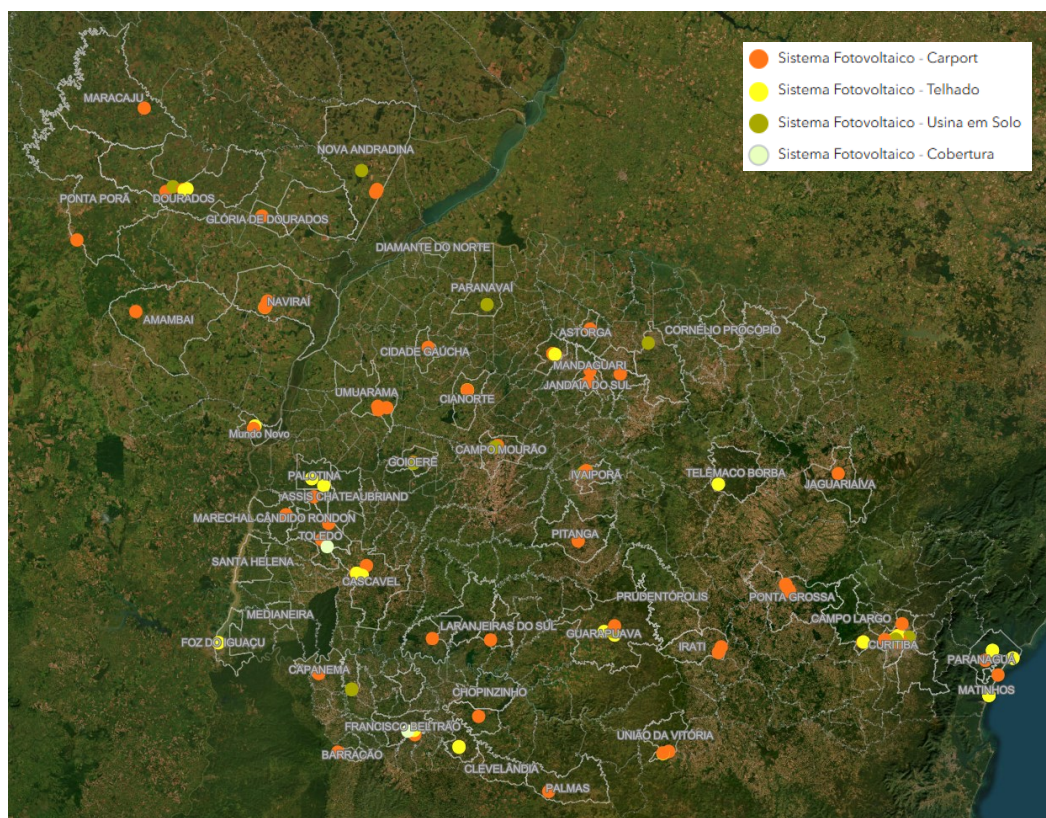 Sistema Fotovoltaico - Carport
Sistema Fotovoltaico - Telhado
Sistema Fotovoltaico - Usina em Solo
Sistema Fotovoltaico - Cobertura
MARACAJU
NOVA ANDRADINA
PONTA PORÃ
DOURADOS
GLÓRIA DE DOURADOS
DIAMANTE DO NORTE
PARANAVAÍ
NAVIRAÍ
AMAMBAI
ASTORGA
CORNÉLIO PROCÓPIO
CIDADE GAÚCHA
MANDAGUARI
JANDAIA DO SUL
UMUARAMA
CIANORTE
Mundo Novo
CAMPO MOURÃO
GOIOERÊ
PALOTINA
IVAIPORÃ
TELÊMACO BORBA
JAGUARIAÍVA
ASSIS CHATEAUBRIAND
MARECHAL CÂNDIDO RONDON
TOLEDO
PITANGA
SANTA HELENA
CASCAVEL
PRUDENTÓPOLIS
PONTA GROSSA
MEDIANEIRA
CAMPO LARGO
LARANJEIRAS DO SUL
GUARAPUAVA
FOZ DO IGUAÇU
IRATI
CURITIBA
PARANAGUÁ
CAPANEMA
CHOPINZINHO
MATINHOS
FRANCISCO BELTRÃO
UNIÃO DA VITÓRIA
BARRACÃO
CLEVELÂNDIA
PALMAS